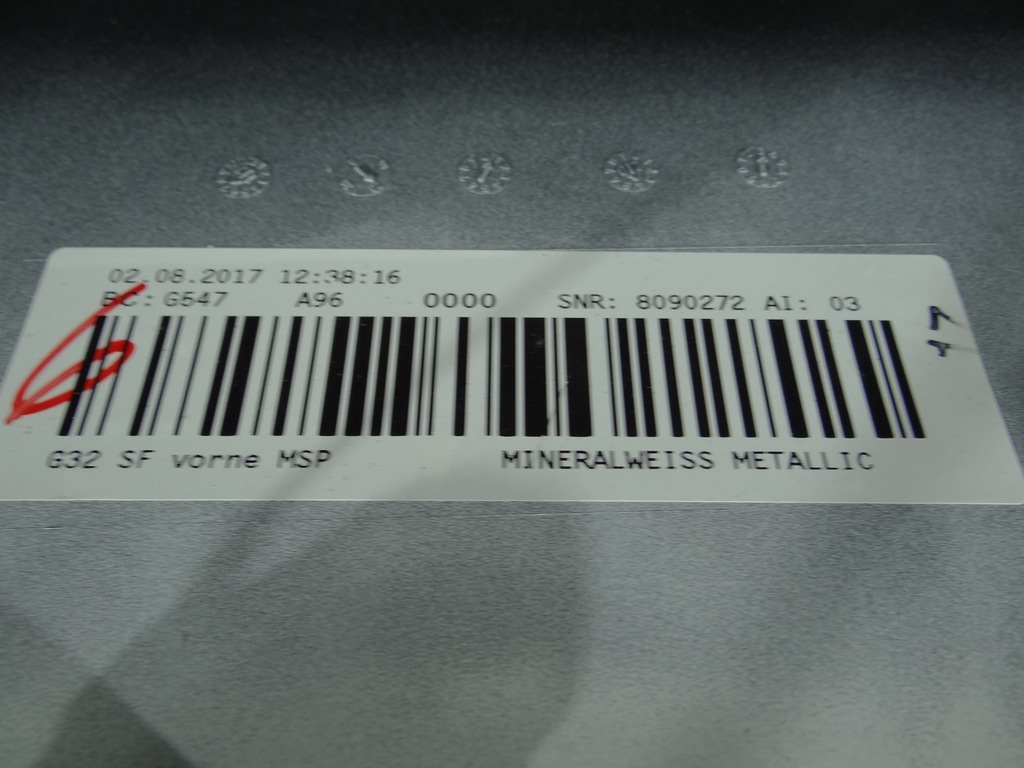 02.08.2017 12:38:16
BC: G547 A96 0000 SNR: 8090272 AI: 03
G32 SF vorne MSP MINERALWEISS METALLIC